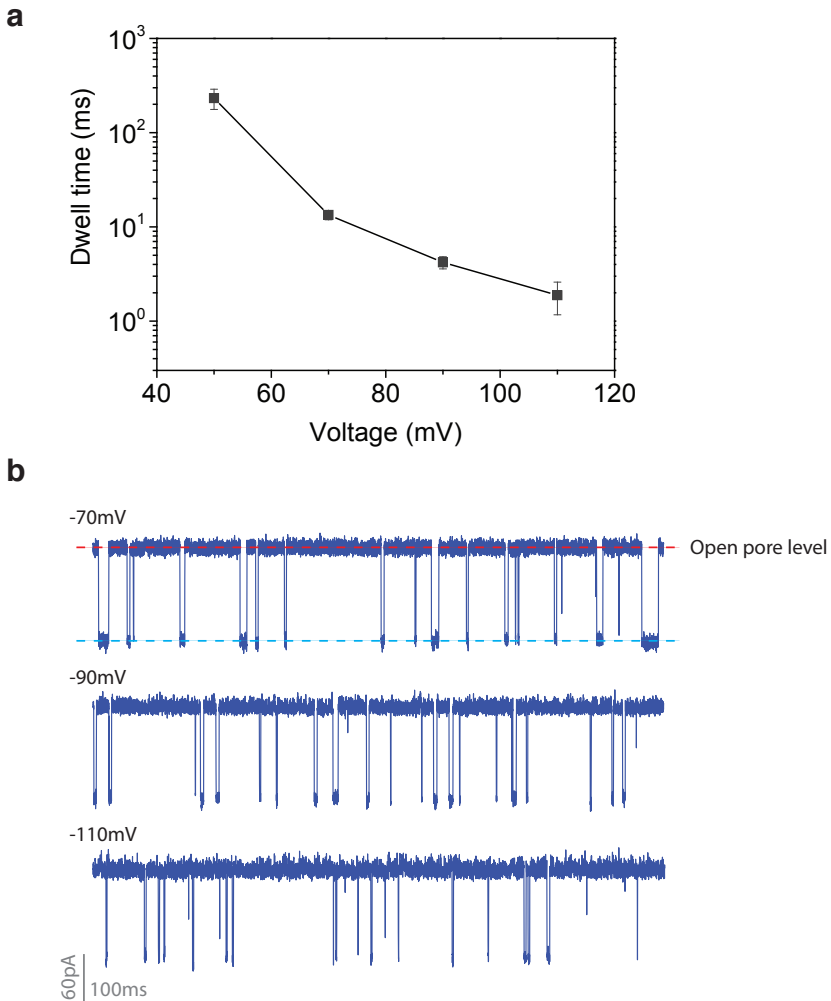 a
10³
10²
10¹
10⁰
Dwell time (ms)
40 60 80 100 120
Voltage (mV)
b
-70mV
Open pore level
-90mV
-110mV
60pA
100ms